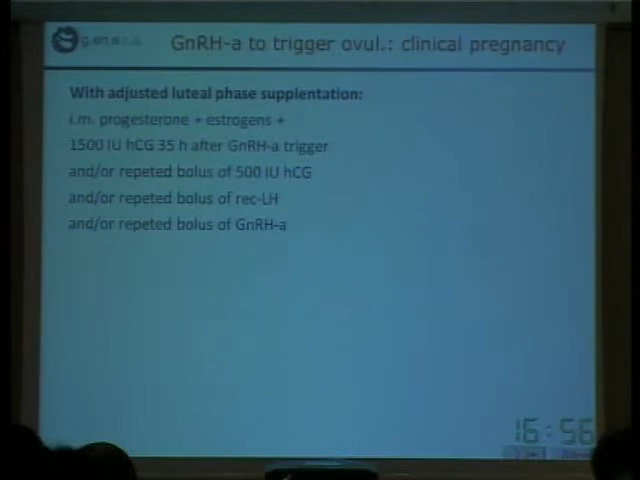 GnRH-a to trigger ovul.: clinical pregnancy
With adjusted luteal phase supplentation:
i.m. progesterone + estrogens +
1500 IU hCG 35 h after GnRH-a trigger
and/or repeted bolus of 500 IU hCG
and/or repeted bolus of rec-LH
and/or repeted bolus of GnRH-a
16:56